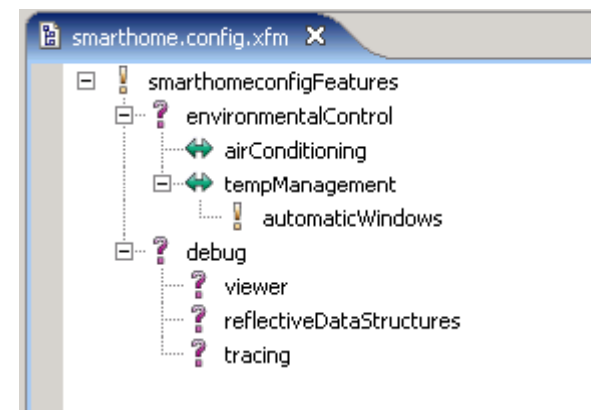 smarthome.config.xfm
smarthomeconfigFeatures
environmentalControl
airConditioning
tempManagement
automaticWindows
debug
viewer
reflectiveDataStructures
tracing